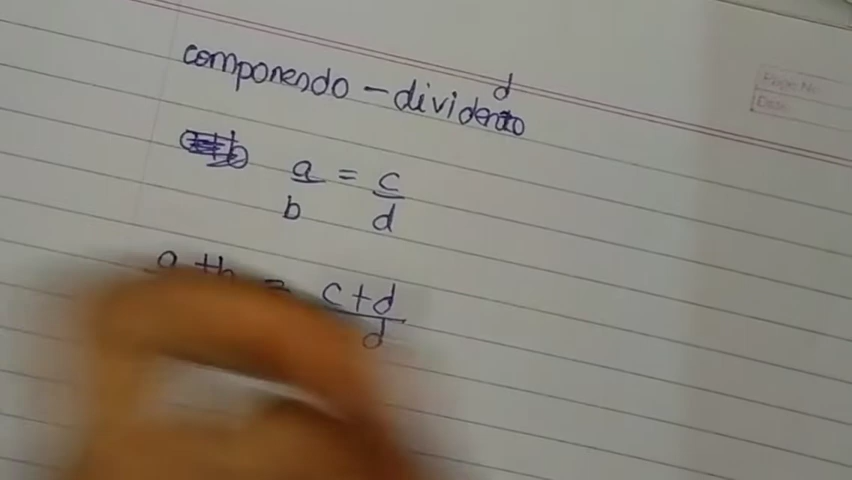 componendo - dividendo
a/b = c/d
a + b = c + d / d